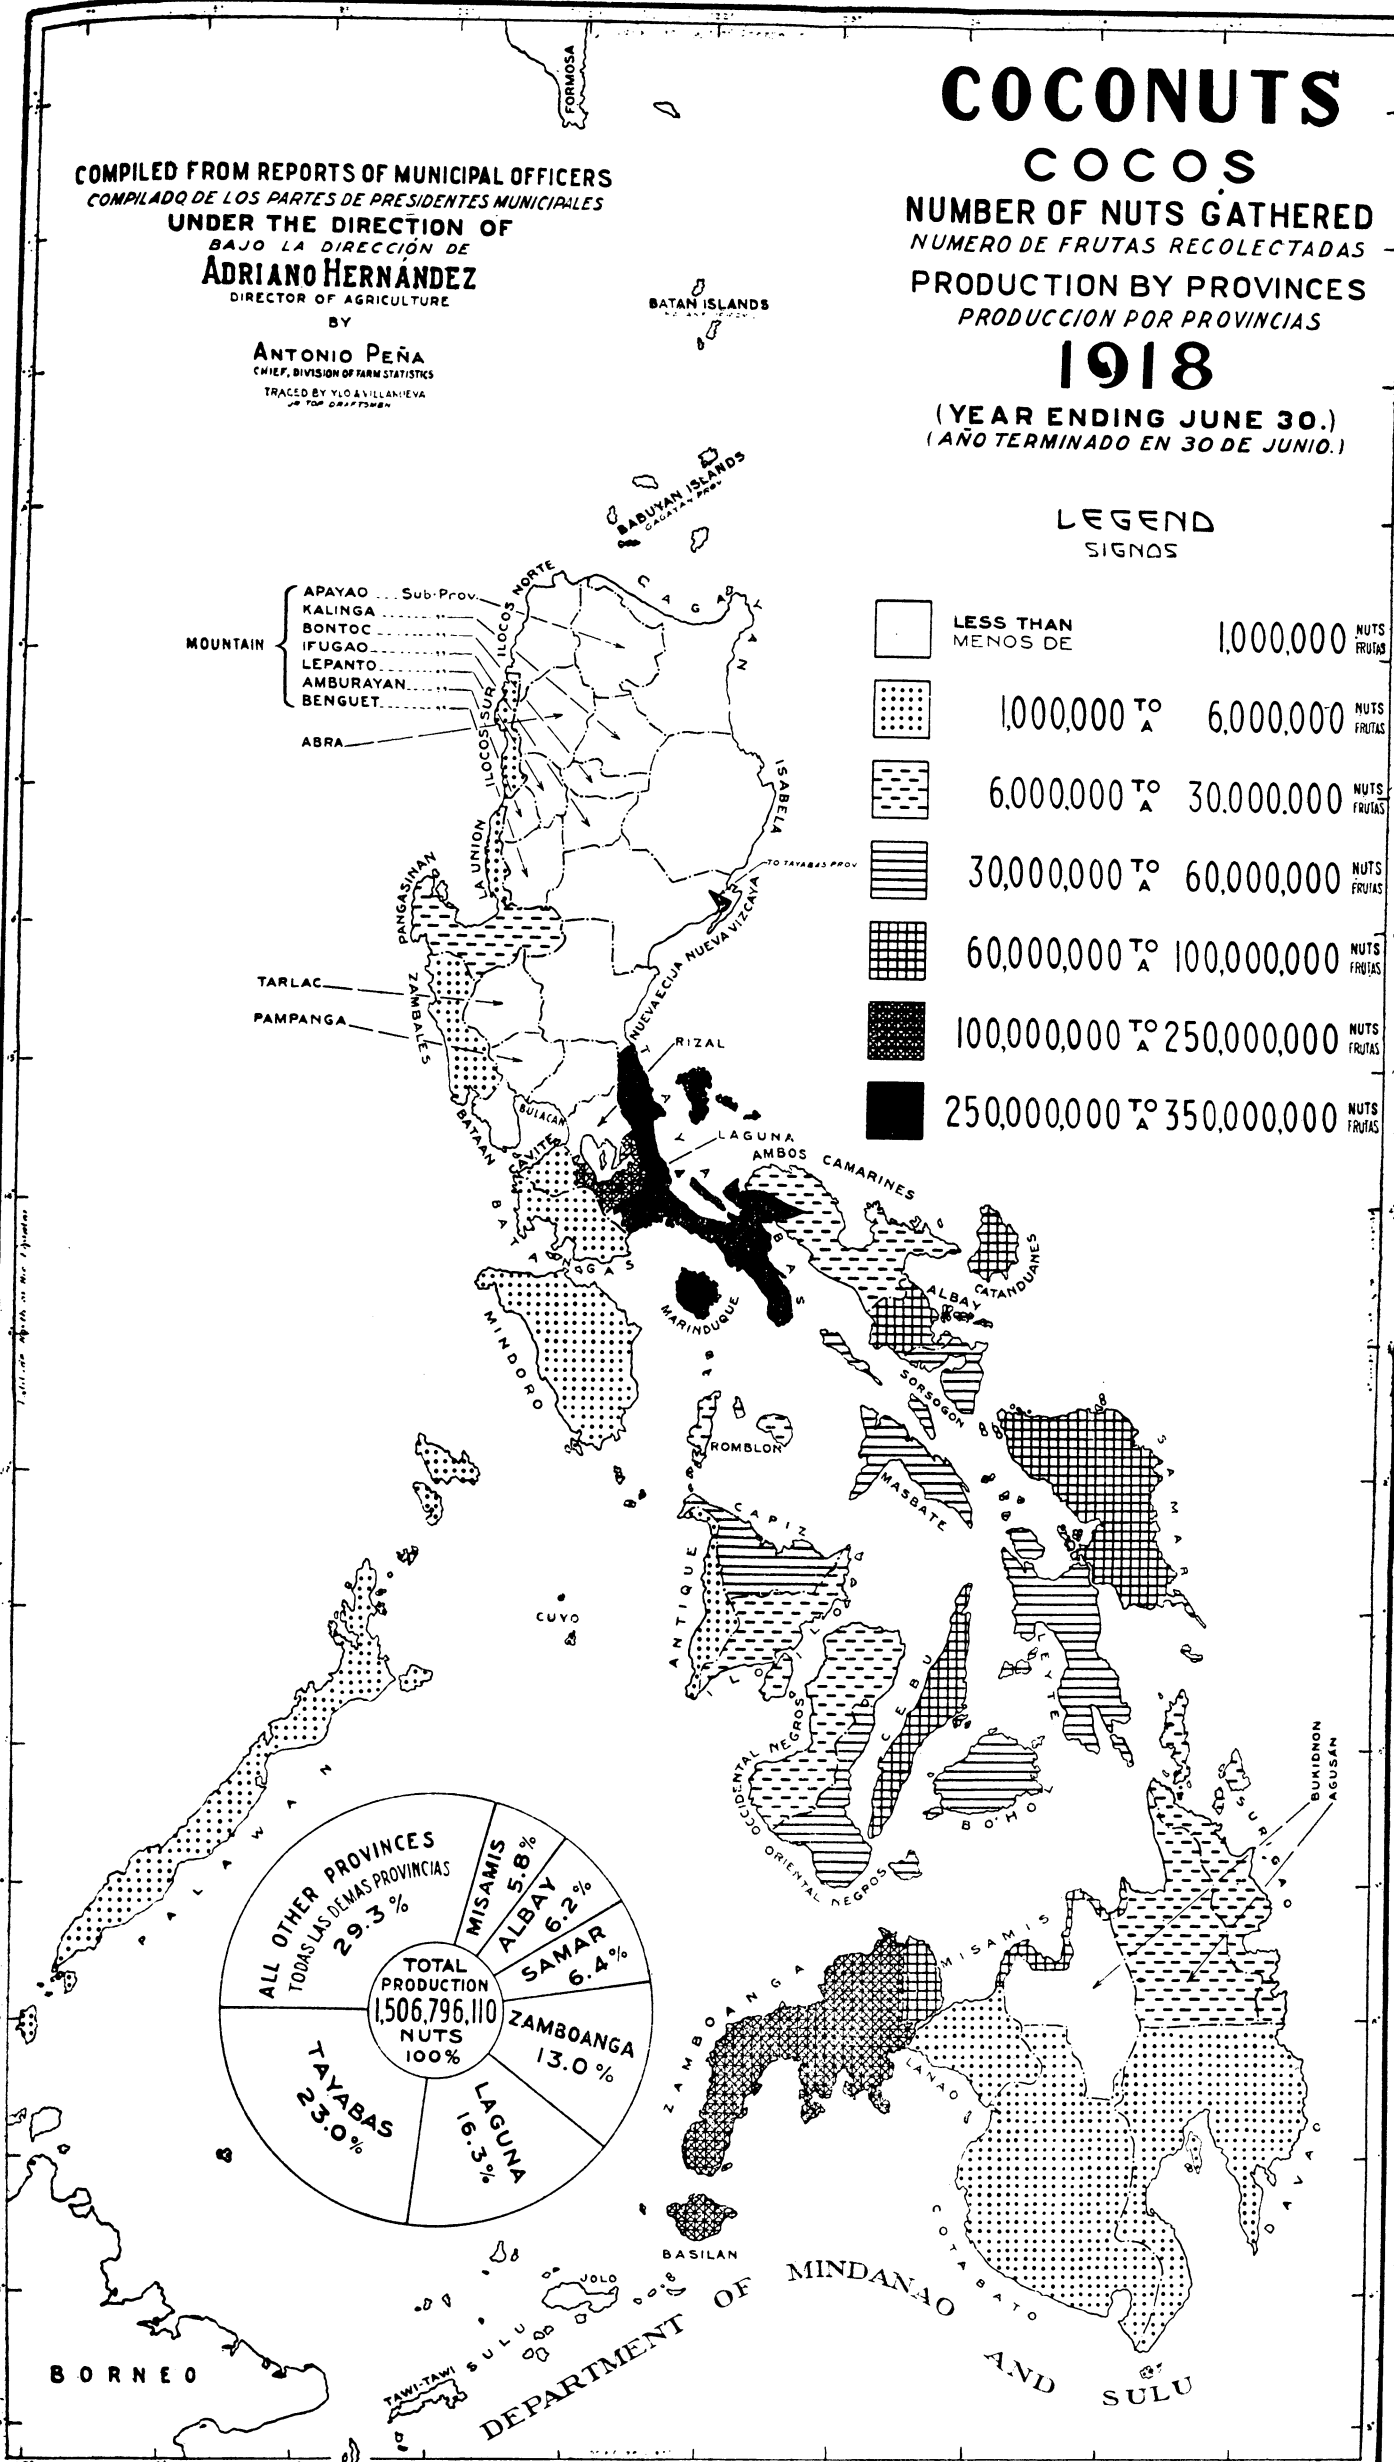 COCONUTS
COCOS
NUMBER OF NUTS GATHERED
NUMERO DE FRUTAS RECOLECTADAS
PRODUCTION BY PROVINCES
PRODUCCION POR PROVINCIAS
1918
(YEAR ENDING JUNE 30.)
(AÑO TERMINADO EN 30 DE JUNIO.)
COMPILED FROM REPORTS OF MUNICIPAL OFFICERS
COMPILADO DE LOS PARTES DE PRESIDENTES MUNICIPALES
UNDER THE DIRECTION OF
BAJO LA DIRECCIÓN DE
ADRIANO HERNÁNDEZ
DIRECTOR OF AGRICULTURE
BY
ANTONIO PEÑA
CHIEF, DIVISION OF FARM STATISTICS
TRACED BY YLO & VILLANUEVA
JR TOP DRAFTSMEN
LEGEND
SIGNOS
LESS THAN 1,000,000 NUTS
MENOS DE FRUTAS
1,000,000 TO 6,000,000 NUTS
A FRUTAS
6,000,000 TO 30.000.000 NUTS
A FRUTAS
30,000,000 TO 60,000,000 NUTS
A FRUTAS
60,000,000 TO 100,000,000 NUTS
A FRUTAS
100,000,000 TO 250,000,000 NUTS
A FRUTAS
250,000,000 TO 350,000,000 NUTS
A FRUTAS
FORMOSA
BATAN ISLANDS
BABUYAN ISLANDS
CAGAYAN PROV
MOUNTAIN
APAYAO Sub-Prov.
KALINGA "
BONTOC "
IFUGAO "
LEPANTO "
AMBURAYAN "
BENGUET "
ABRA
ILOCOS NORTE
CAGAYAN
ILOCOS SUR
ISABELA
LA UNION
TO TAYABAS PROV
PANGASINAN
NUEVA VIZCAYA
NUEVA ECIJA
TARLAC
ZAMBALES
PAMPANGA
RIZAL
BULACAN
BATAAN
CAVITE
LAGUNA
TAYABAS
AMBOS CAMARINES
BATANGAS
CATANDUANES
ALBAY
MARINDUQUE
MINDORO
SORSOGON
ROMBLON
MASBATE
SAMAR
CAPIZ
ANTIQUE
CUYO
ILOILO
CEBU
LEYTE
OCCIDENTAL NEGROS
ORIENTAL NEGROS
BOHOL
BUKIDNON
AGUSAN
SURIGAO
PALAWAN
MISAMIS
ZAMBOANGA
LANAO
DAVAO
COTABATO
BASILAN
JOLO
SULU
TAWI-TAWI
BORNEO
DEPARTMENT OF MINDANAO AND SULU
ALL OTHER PROVINCES
TODAS LAS DEMAS PROVINCIAS
29.3%
MISAMIS
5.8%
ALBAY
6.2%
SAMAR
6.4%
ZAMBOANGA
13.0%
LAGUNA
16.3%
TAYABAS
23.0%
TOTAL
PRODUCTION
1,506,796,110
NUTS
100%